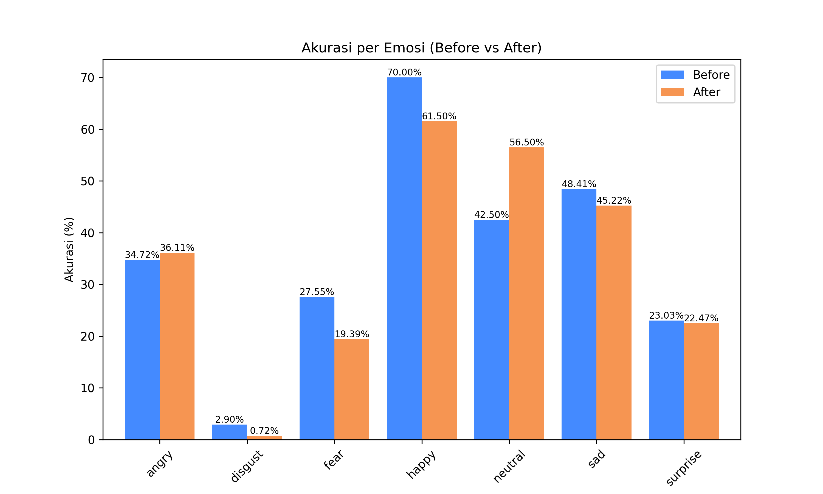 Akurasi per Emosi (Before vs After)
Before
After
Akurasi (%)
70
60
50
40
30
20
10
0
34.72%
36.11%
2.90%
0.72%
27.55%
19.39%
70.00%
61.50%
42.50%
56.50%
48.41%
45.22%
23.03%
22.47%
angry
disgust
fear
happy
neutral
sad
surprise